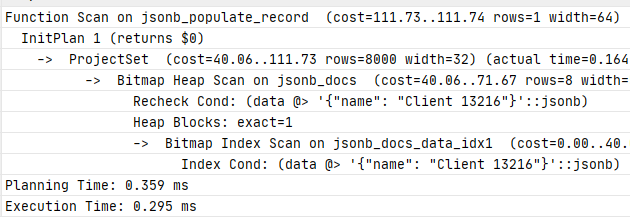 Function Scan on jsonb_populate_record (cost=111.73..111.74 rows=1 width=64)
InitPlan 1 (returns $0)
-> ProjectSet (cost=40.06..111.73 rows=8000 width=32) (actual time=0.164
-> Bitmap Heap Scan on jsonb_docs (cost=40.06..71.67 rows=8 width=
Recheck Cond: (data @> '{"name": "Client 13216"}'::jsonb)
Heap Blocks: exact=1
-> Bitmap Index Scan on jsonb_docs_data_idx1 (cost=0.00..40.
Index Cond: (data @> '{"name": "Client 13216"}'::jsonb)
Planning Time: 0.359 ms
Execution Time: 0.295 ms